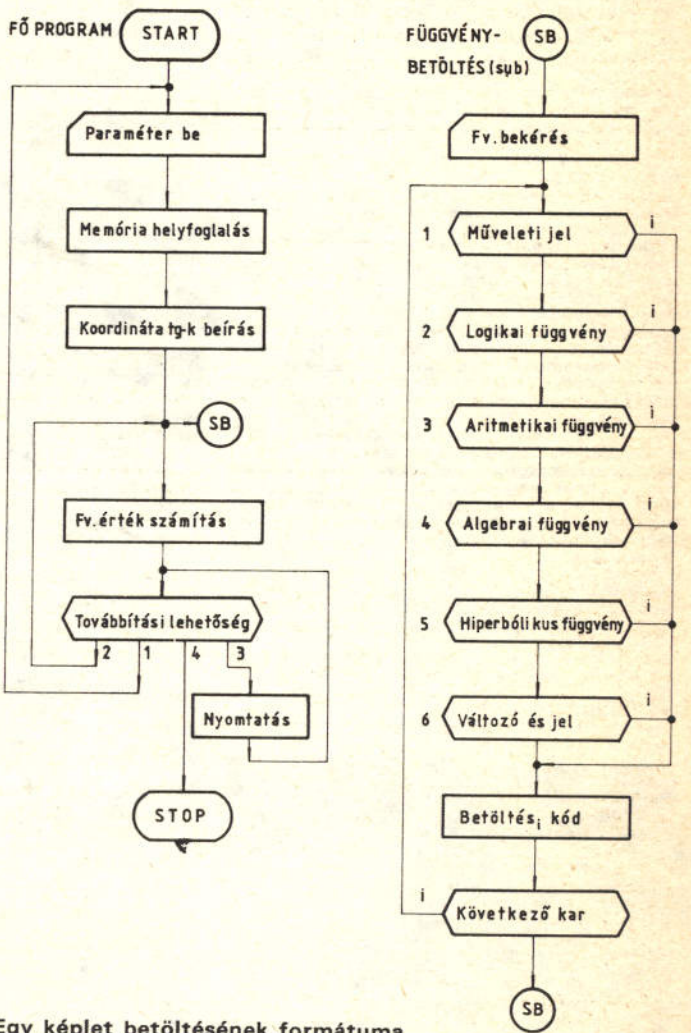 FŐ PROGRAM
START
Paraméter be
Memória helyfoglalás
Koordináta tg-k beírás
SB
Fv. érték számítás
Továbbítási lehetőség
2 1 4 3
Nyomtatás
STOP
FÜGGVÉNY-
BETÖLTÉS (sub)
SB
Fv. bekérés
1 Műveleti jel i
2 Logikai függvény i
3 Aritmetikai függvény i
4 Algebrai függvény i
5 Hiperbólikus függvény i
6 Változó és jel i
Betöltés i kód
i Következő kar
SB
Egy képlet betöltésének formátuma